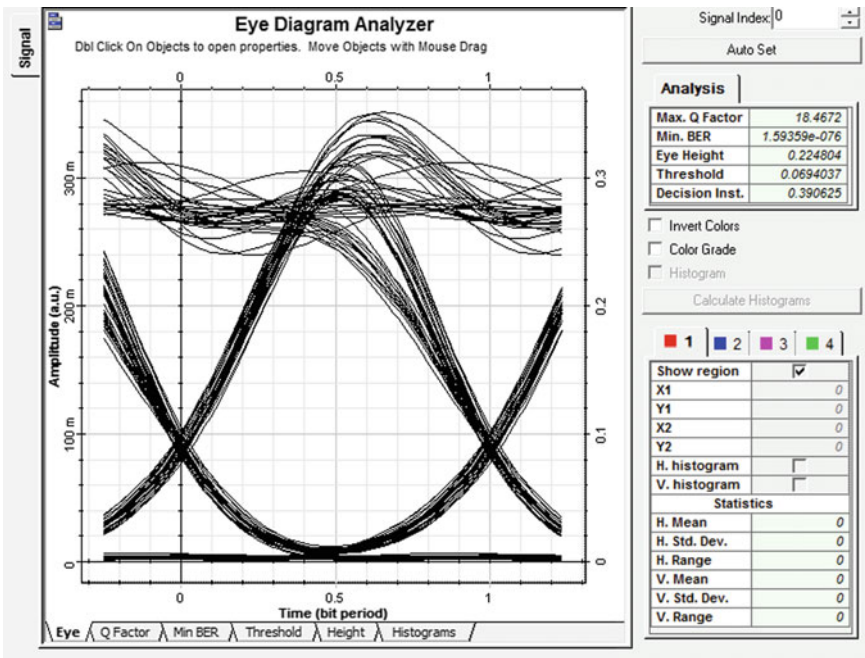 Signal
Eye Diagram Analyzer
Dbl Click On Objects to open properties. Move Objects with Mouse Drag
0 0.5 1
Amplitude (a.u.)
300 m
200 m
100 m
0 m
0.3
0.2
0.1
0
0 0.5 1
Time (bit period)
Eye Q Factor Min BER Threshold Height Histograms
Signal Index: 0
Auto Set
Analysis
Max. Q Factor 18.4672
Min. BER 1.59359e-076
Eye Height 0.224804
Threshold 0.0694037
Decision Inst. 0.390625
Invert Colors
Color Grade
Histogram
Calculate Histograms
1 2 3 4
Show region
X1 0
Y1 0
X2 0
Y2 0
H. histogram
V. histogram
Statistics
H. Mean 0
H. Std. Dev. 0
H. Range 0
V. Mean 0
V. Std. Dev. 0
V. Range 0